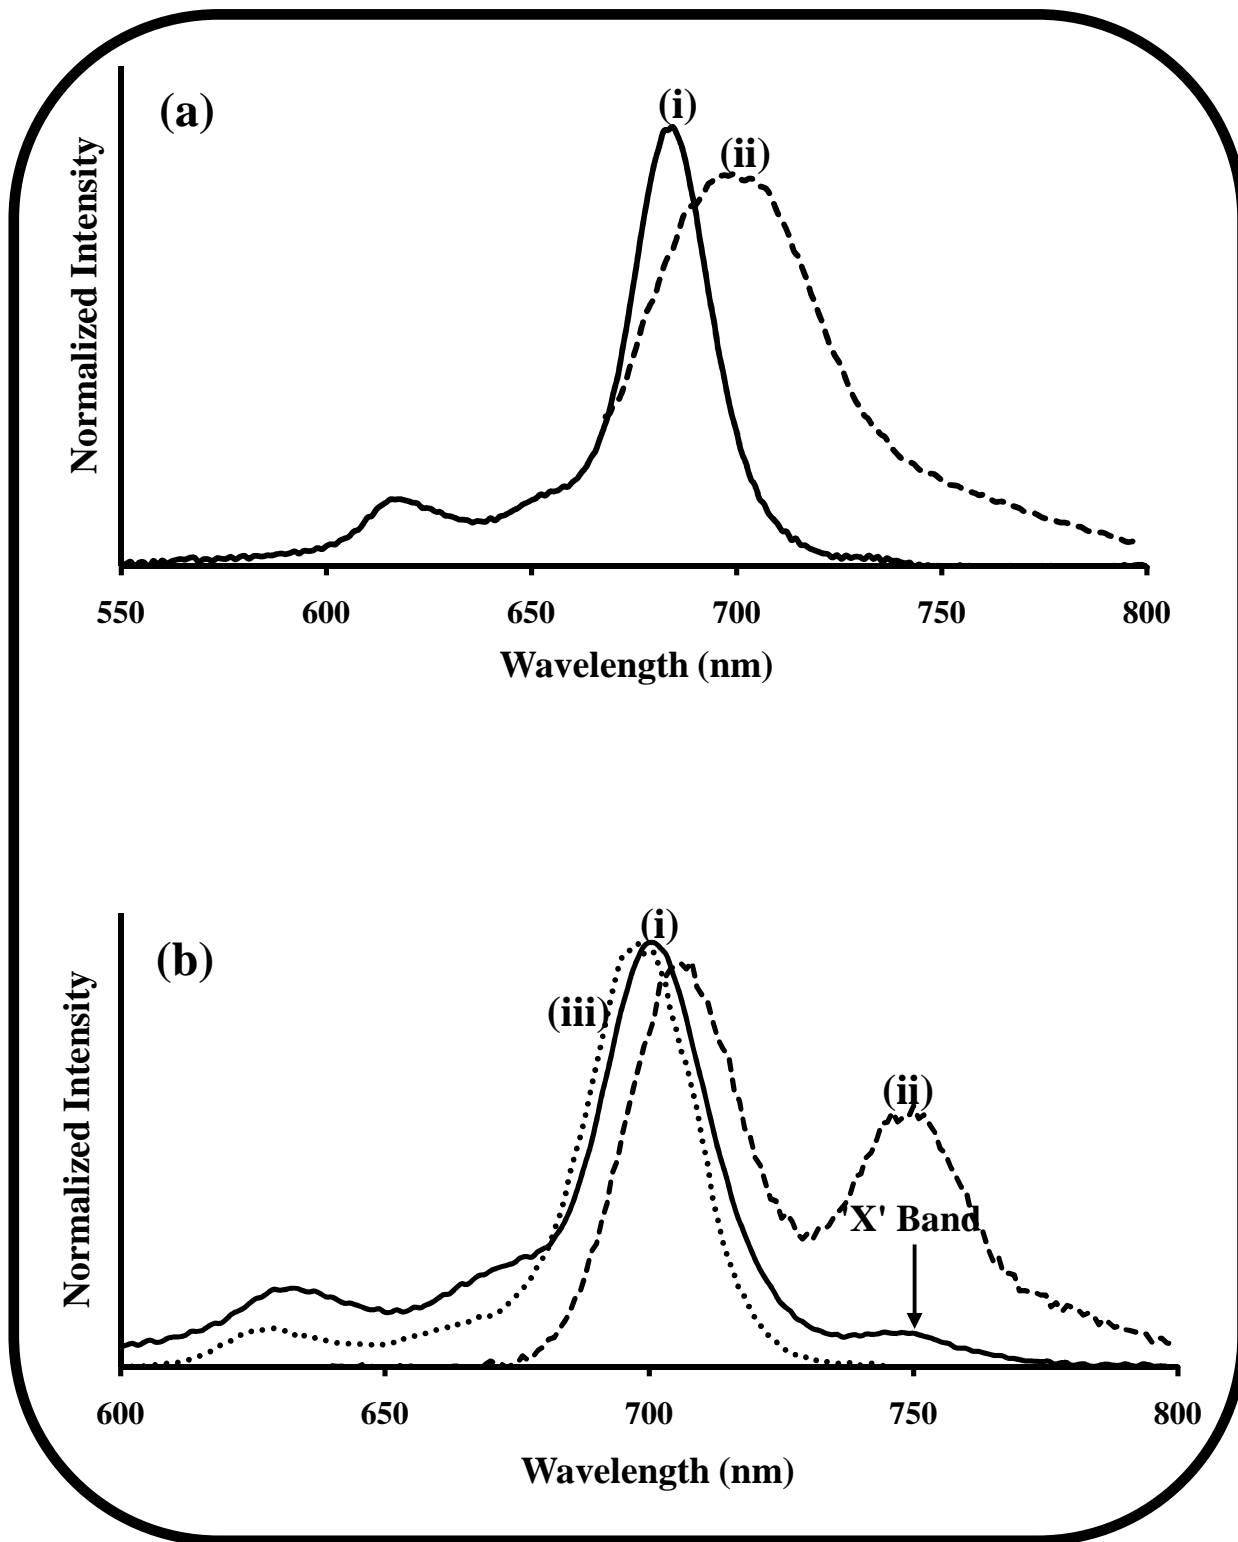 (a)
(i)
(ii)
Normalized Intensity
550 600 650 700 750 800
Wavelength (nm)
(b)
(i)
(iii)
(ii)
'X' Band
Normalized Intensity
600 650 700 750 800
Wavelength (nm)